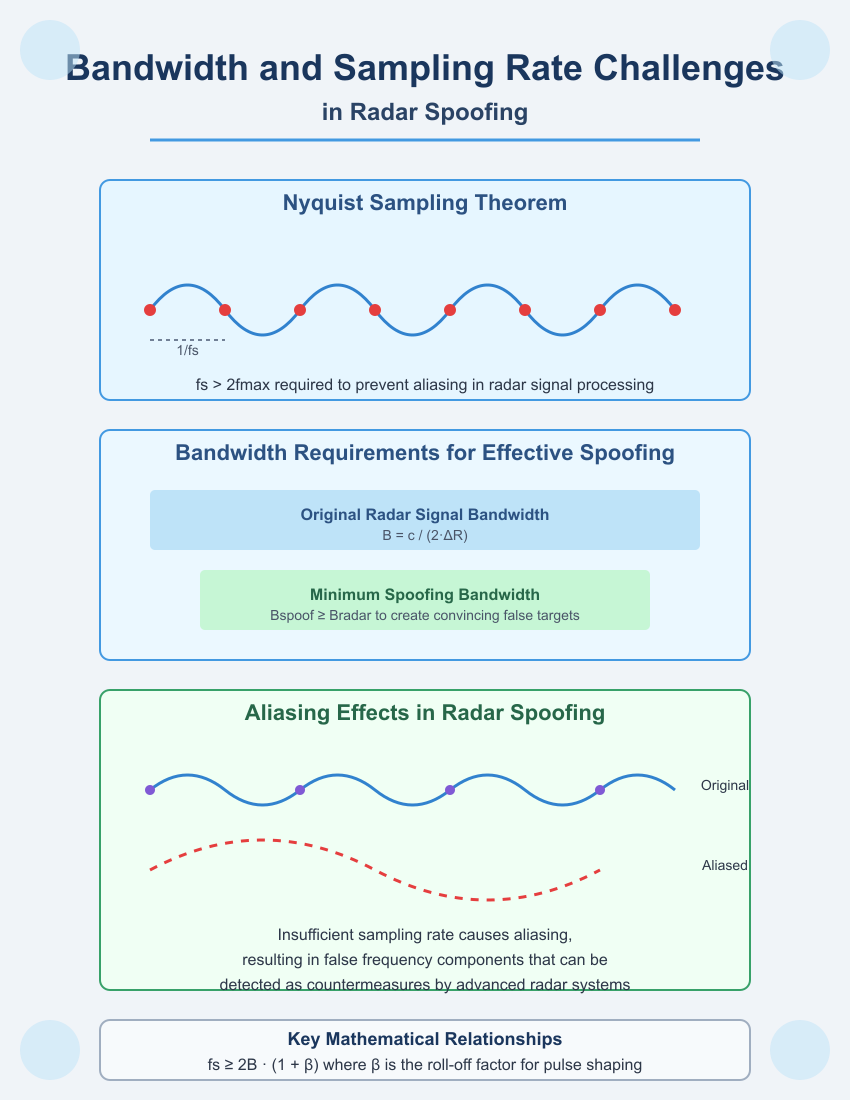 Bandwidth and Sampling Rate Challenges
in Radar Spoofing
Nyquist Sampling Theorem
1/fs
fs > 2fmax required to prevent aliasing in radar signal processing
Bandwidth Requirements for Effective Spoofing
Original Radar Signal Bandwidth
B = c / (2·ΔR)
Minimum Spoofing Bandwidth
Bspoof ≥ Bradar to create convincing false targets
Aliasing Effects in Radar Spoofing
Original
Aliased
Insufficient sampling rate causes aliasing,
resulting in false frequency components that can be
detected as countermeasures by advanced radar systems
Key Mathematical Relationships
fs ≥ 2B · (1 + β) where β is the roll-off factor for pulse shaping